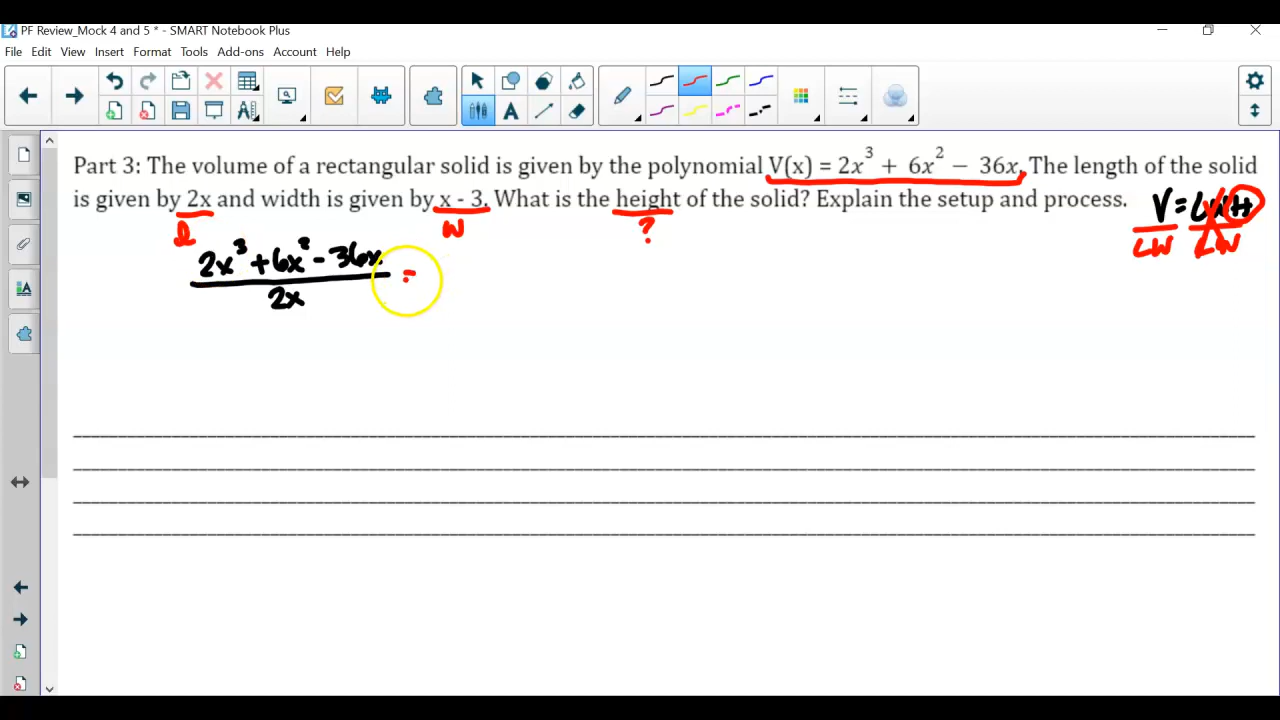 PF Review_Mock 4 and 5 * - SMART Notebook Plus
File Edit View Insert Format Tools Add-ons Account Help
Part 3: The volume of a rectangular solid is given by the polynomial V(x) = 2x³ + 6x² − 36x. The length of the solid
is given by 2x and width is given by x - 3. What is the height of the solid? Explain the setup and process.
V = LWH
LW LW
l W ?
2x³ + 6x² - 36x =
2x